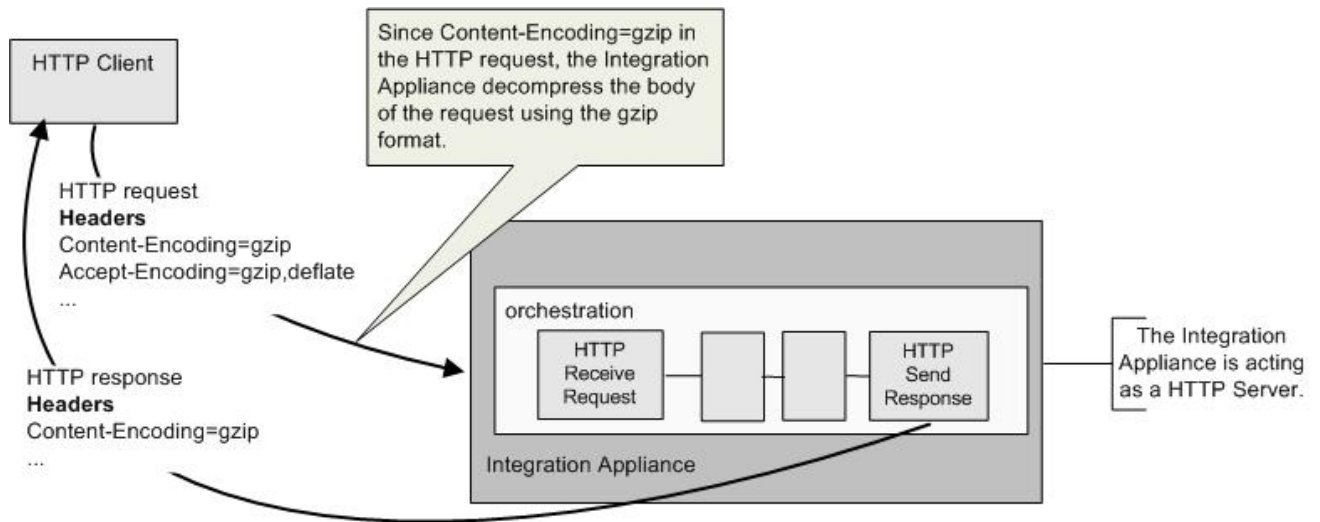 Since Content-Encoding=gzip in
the HTTP request, the Integration
Appliance decompress the body
of the request using the gzip
format.
HTTP Client
HTTP request
Headers
Content-Encoding=gzip
Accept-Encoding=gzip,deflate
...
orchestration
HTTP
Receive
Request
HTTP
Send
Response
Integration Appliance
The Integration
Appliance is acting
as a HTTP Server.
HTTP response
Headers
Content-Encoding=gzip
...